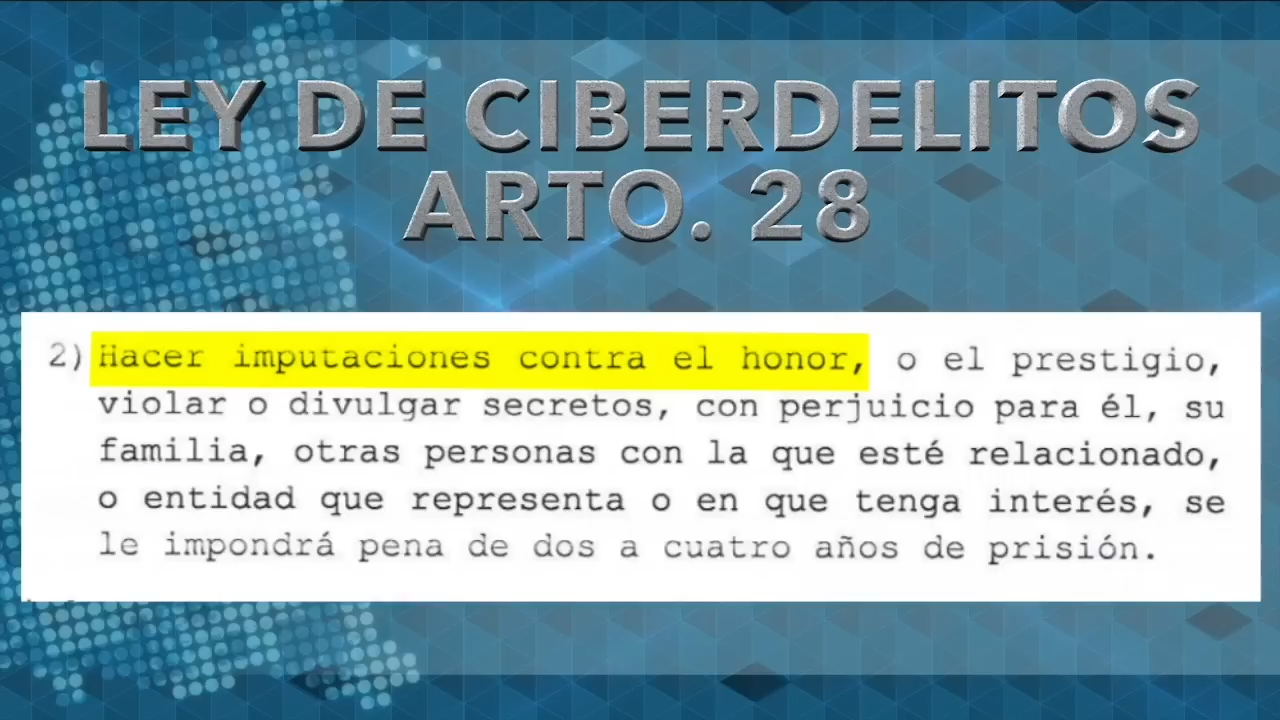 LEY DE CIBERDELITOS
ARTO. 28
2) Hacer imputaciones contra el honor, o el prestigio,
violar o divulgar secretos, con perjuicio para él, su
familia, otras personas con la que esté relacionado,
o entidad que representa o en que tenga interés, se
le impondrá pena de dos a cuatro años de prisión.